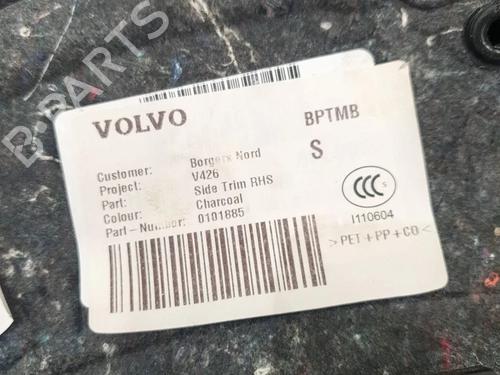 B-PARTS
VOLVO
BPTMB
Customer: Borgers Nord
S
Project: V426
Part: Side Trim RHS
Colour: Charcoal
Part-Number: 0101885
CCC S
I110604
>PET+PP+CO<